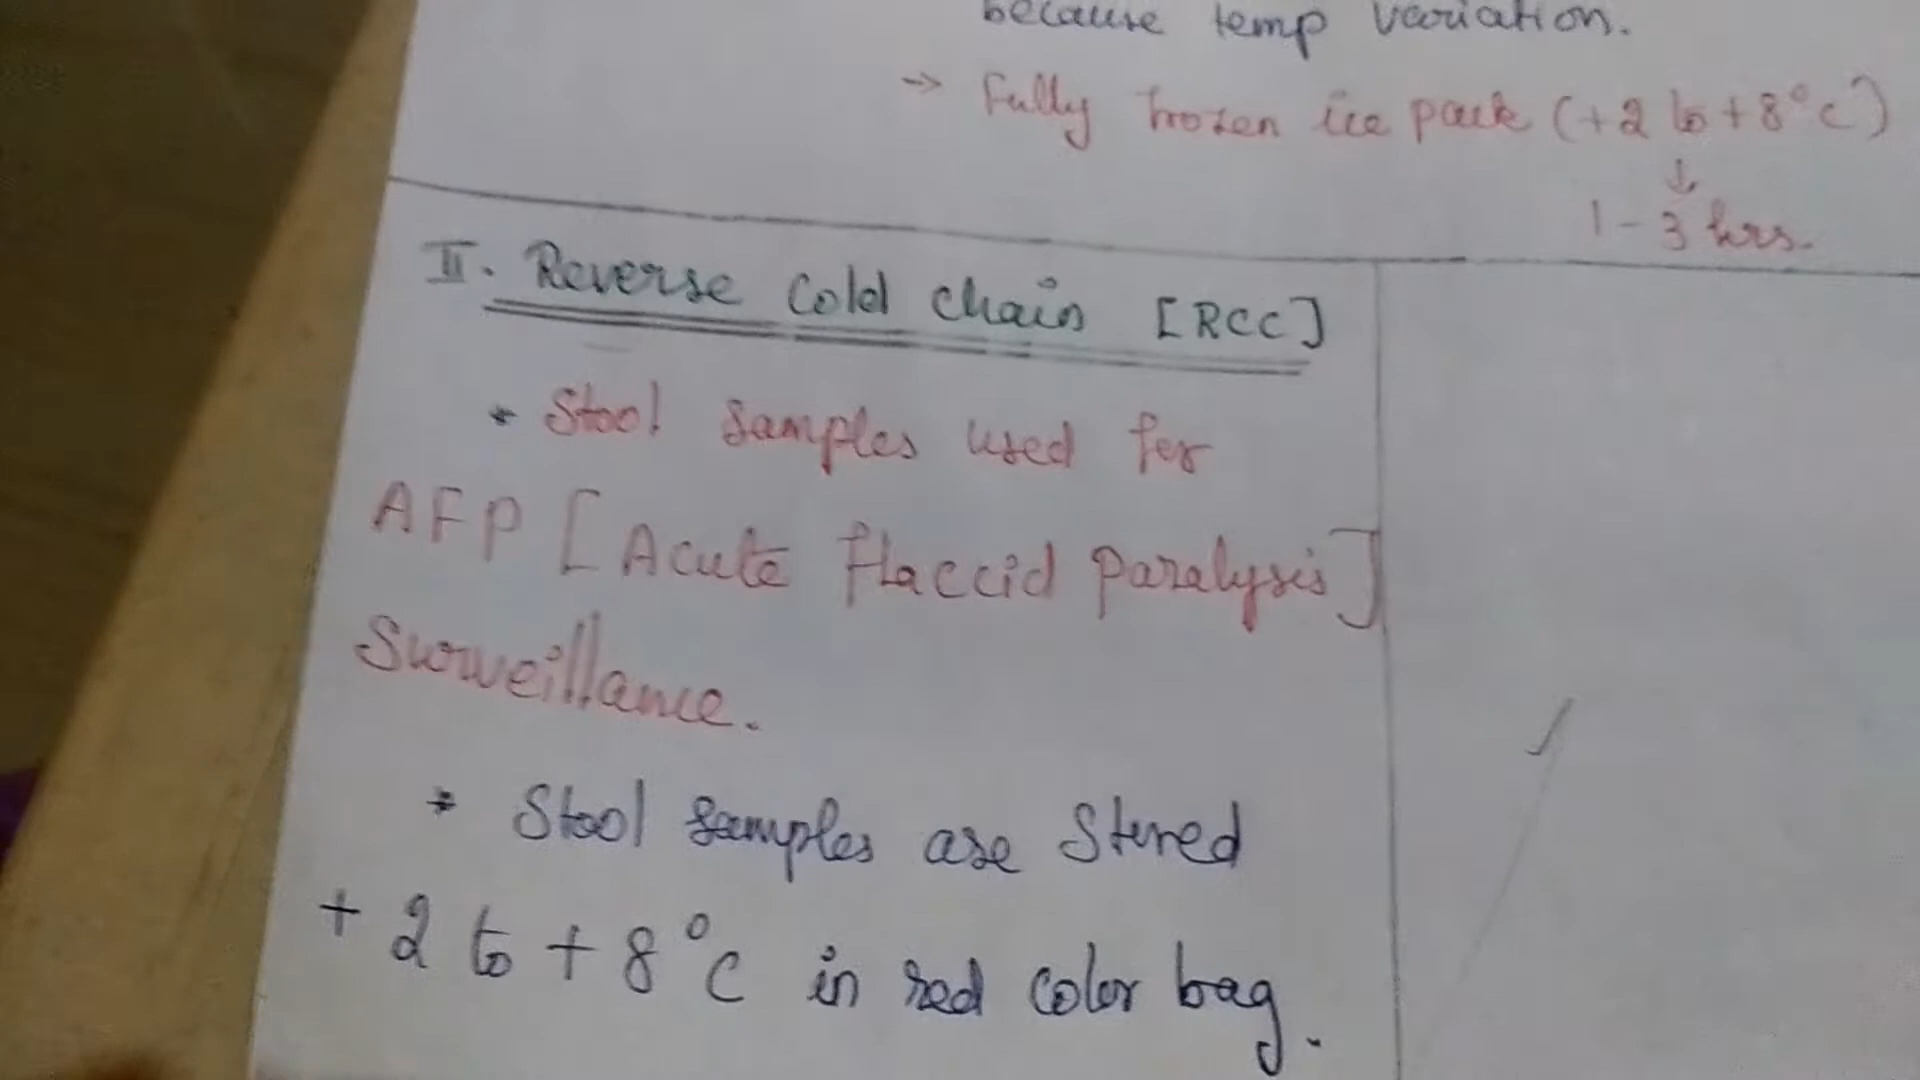 because temp variation.
→ Fully frozen ice pack (+2 to +8°C)
↓
1-3 hrs.
II. Reverse Cold Chain [RCC]
* Stool Samples used for
AFP [Acute Flaccid Paralysis]
Surveillance.
* Stool Samples are Stored
+2 to +8°C in red color bag.